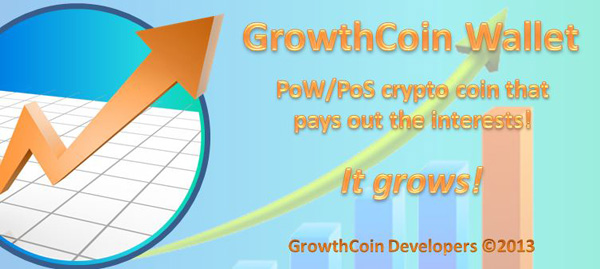 GrowthCoin Wallet
PoW/PoS crypto coin that
pays out the interests!
It grows!
GrowthCoin Developers ©2013